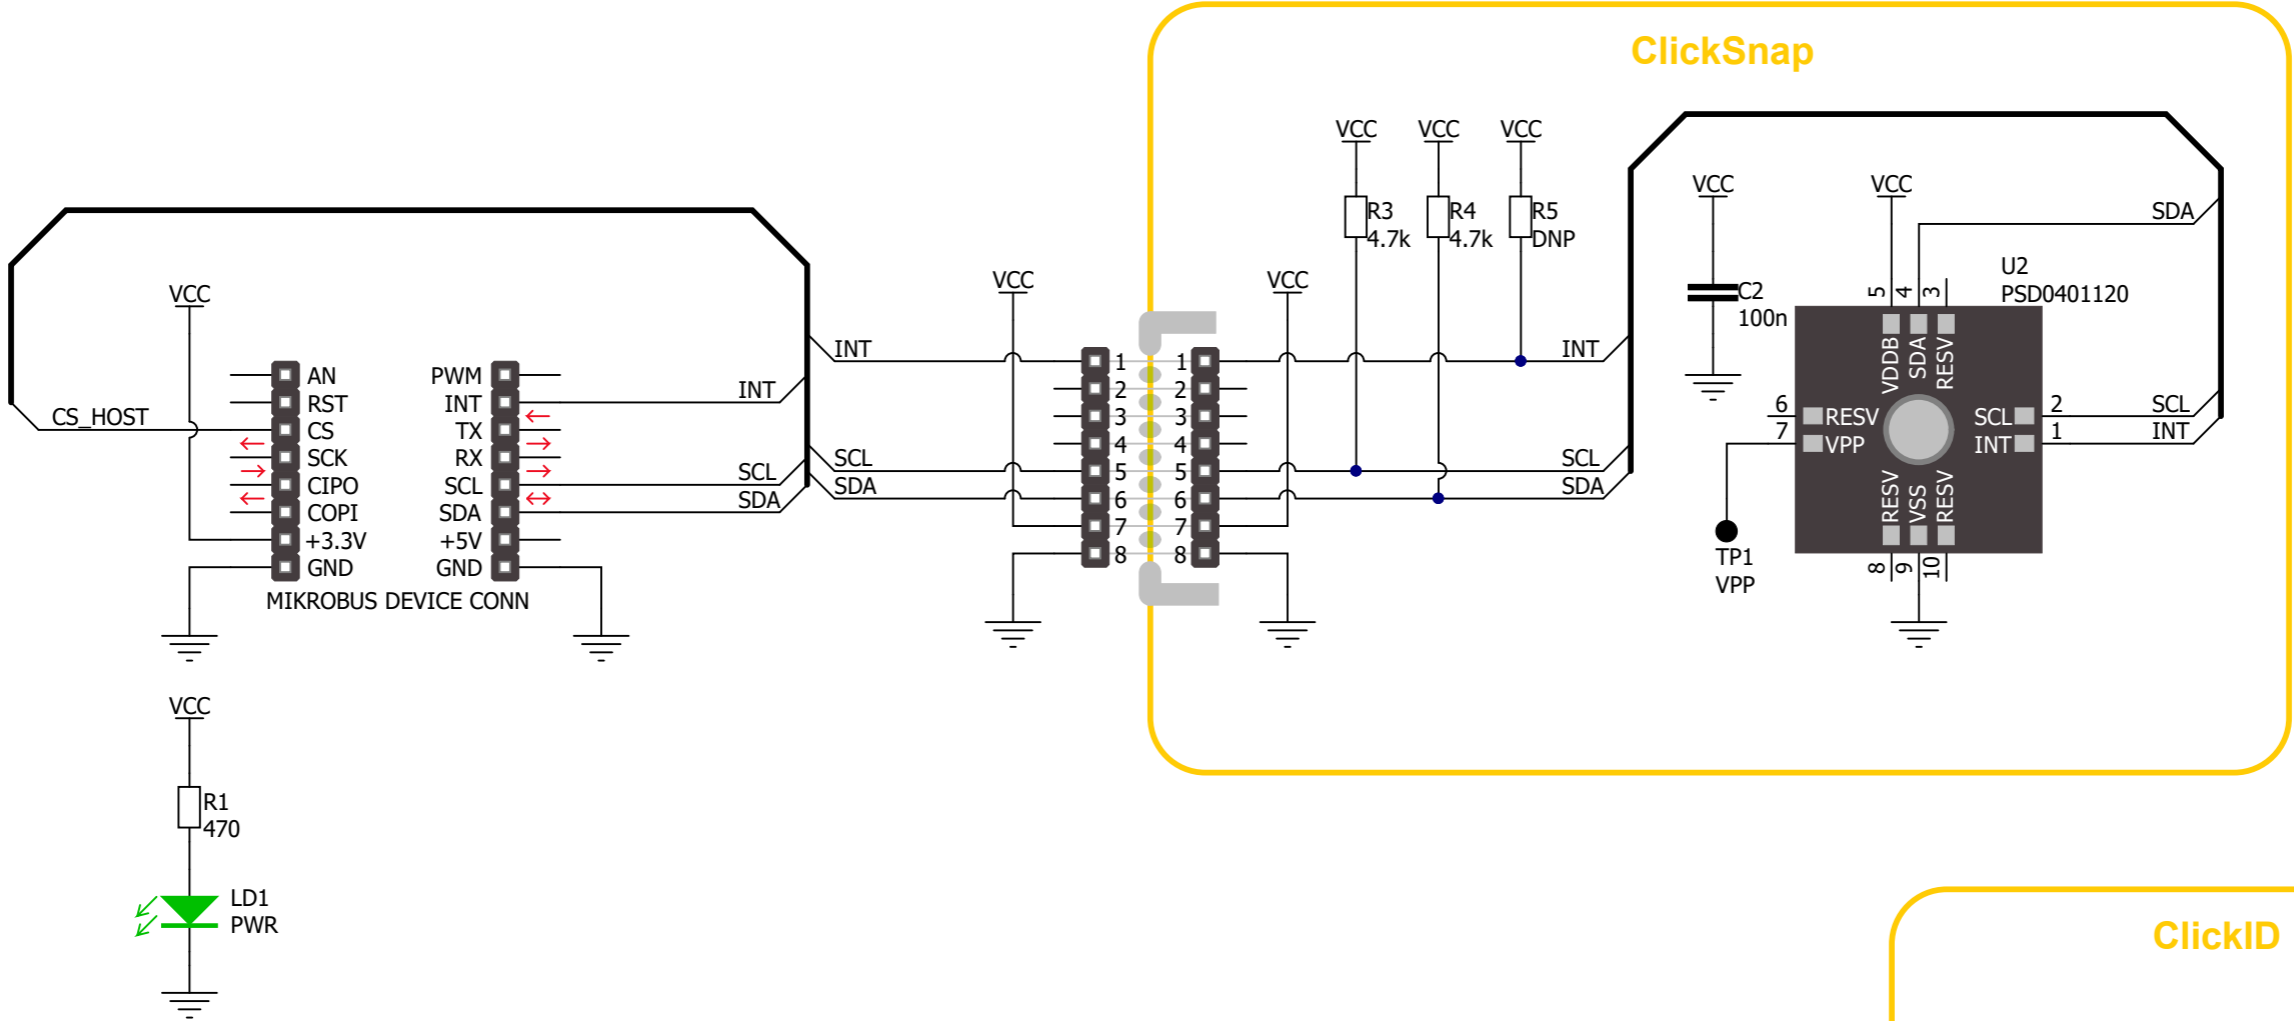 ClickSnap
VCC
VCC
VCC
R3
4.7k
R4
4.7k
R5
DNP
VCC
VCC
SDA
U2
PSD0401120
C2
100n
5
4
3
VDDB
SDA
RESV
6
RESV
7
VPP
SCL
2
SCL
INT
1
INT
RESV
VSS
RESV
8
9
10
TP1
VPP
VCC
VCC
VCC
INT
INT
AN
RST
CS
SCK
CIPO
COPI
+3.3V
GND
PWM
INT
TX
RX
SCL
SDA
+5V
GND
CS_HOST
INT
SCL
SDA
SCL
SDA
1
2
3
4
5
6
7
8
1
2
3
4
5
6
7
8
SCL
SDA
MIKROBUS DEVICE CONN
VCC
R1
470
LD1
PWR
ClickID